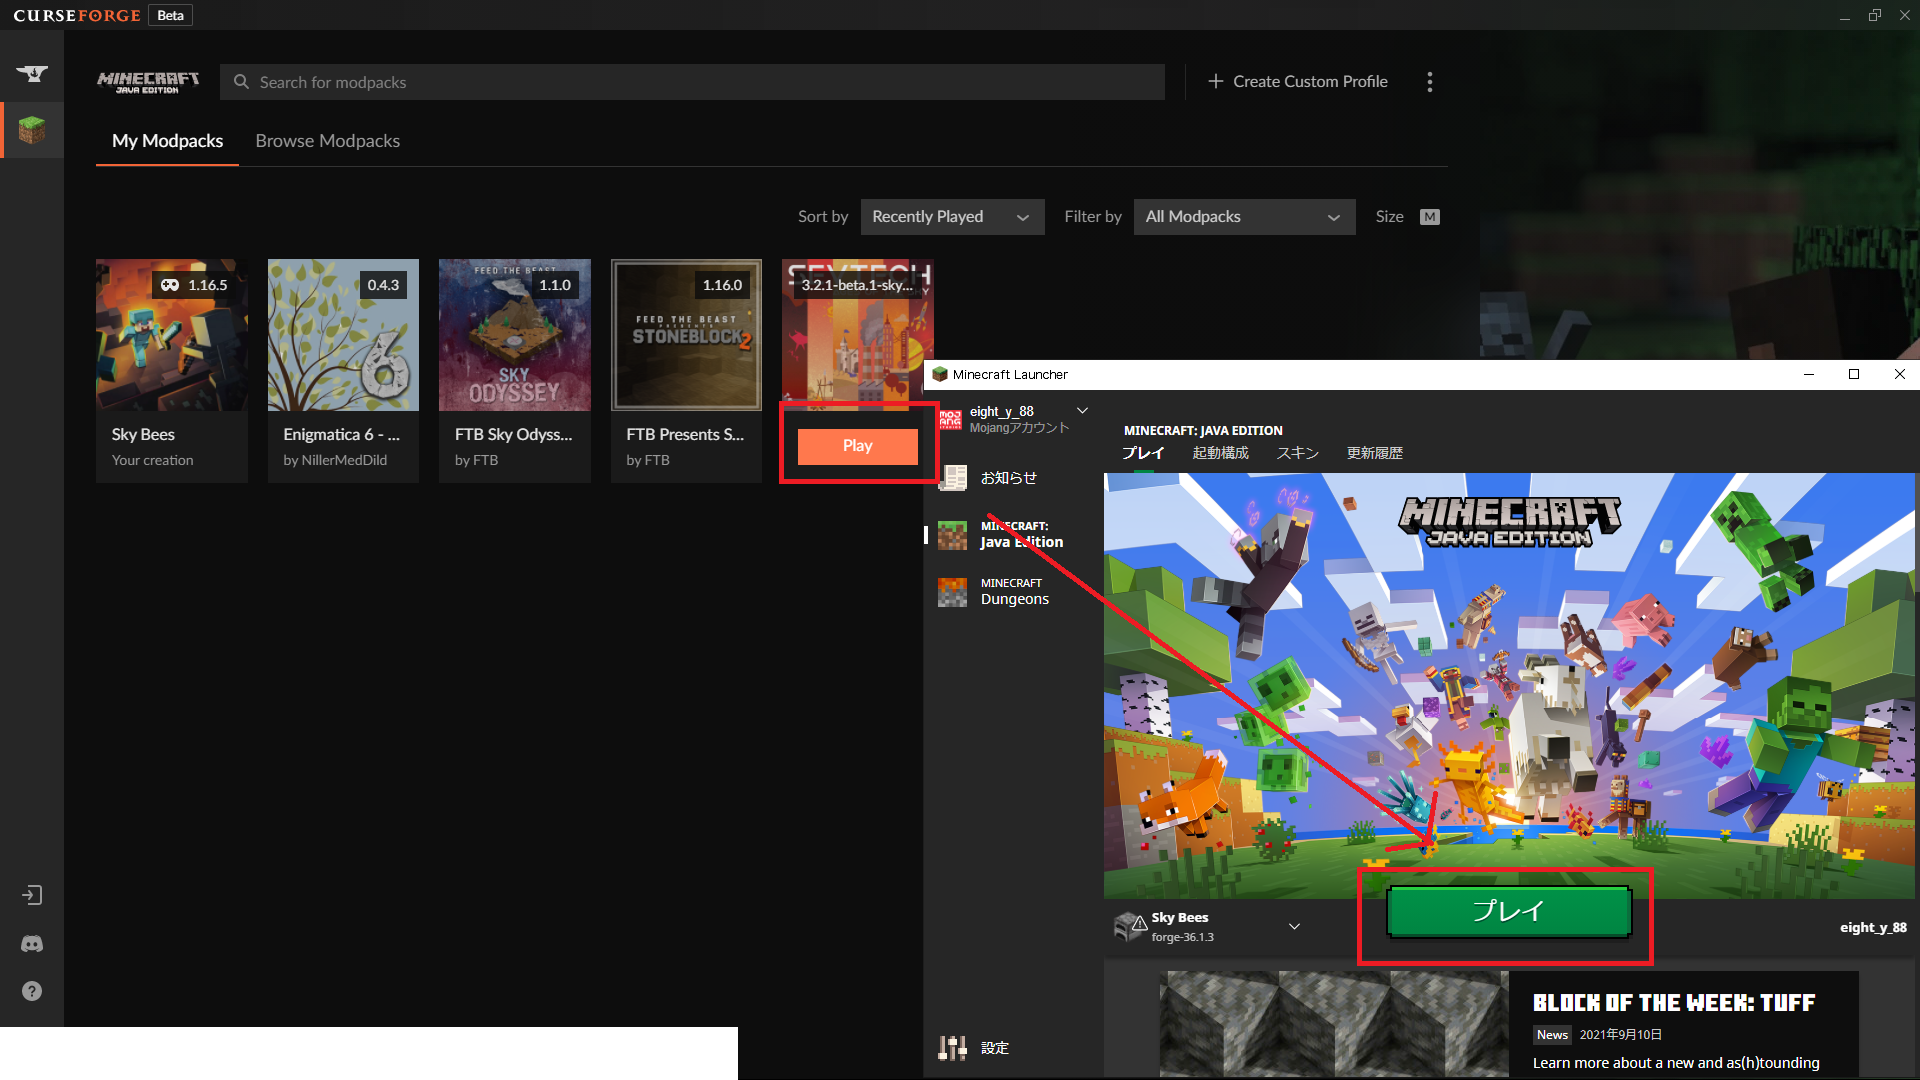 CURSEFORGE Beta
MINECRAFT
JAVA EDITION
Search for modpacks
Create Custom Profile
My Modpacks
Browse Modpacks
Sort by
Recently Played
Filter by
All Modpacks
Size
M
1.16.5
Sky Bees
Your creation
0.4.3
6
Enigmatica 6 - ...
by NillerMedDild
FEED THE BEAST
1.1.0
SKY
ODYSSEY
FTB Sky Odyss...
by FTB
1.16.0
FEED THE BEAST
PRESENTS
STONEBLOCK 2
FTB Presents S...
by FTB
SEVTECH
3.2.1-beta.1-sky...
Play
Minecraft Launcher
MOJANG
STUDIOS
eight_y_88
Mojangアカウント
お知らせ
MINECRAFT:
Java Edition
MINECRAFT
Dungeons
設定
MINECRAFT: JAVA EDITION
プレイ
起動構成
スキン
更新履歴
MINECRAFT
JAVA EDITION
Sky Bees
forge-36.1.3
プレイ
eight_y_88
BLOCK OF THE WEEK: TUFF
News
2021年9月10日
Learn more about a new and as(h)tounding